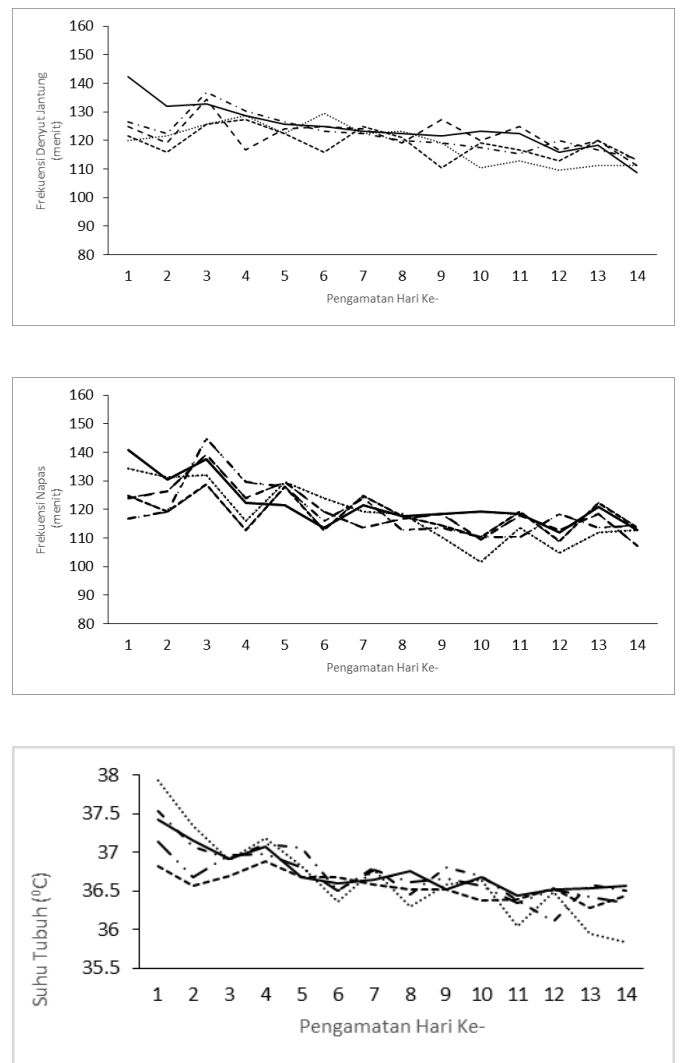 160
150
140
130
120
110
100
90
80
Frekuensi Denyut Jantung
(menit)
1 2 3 4 5 6 7 8 9 10 11 12 13 14
Pengamatan Hari Ke-
160
150
140
130
120
110
100
90
80
Frekuensi Napas
(menit)
1 2 3 4 5 6 7 8 9 10 11 12 13 14
Pengamatan Hari Ke-
38
37.5
37
36.5
36
35.5
Suhu Tubuh (⁰C)
1 2 3 4 5 6 7 8 9 10 11 12 13 14
Pengamatan Hari Ke-